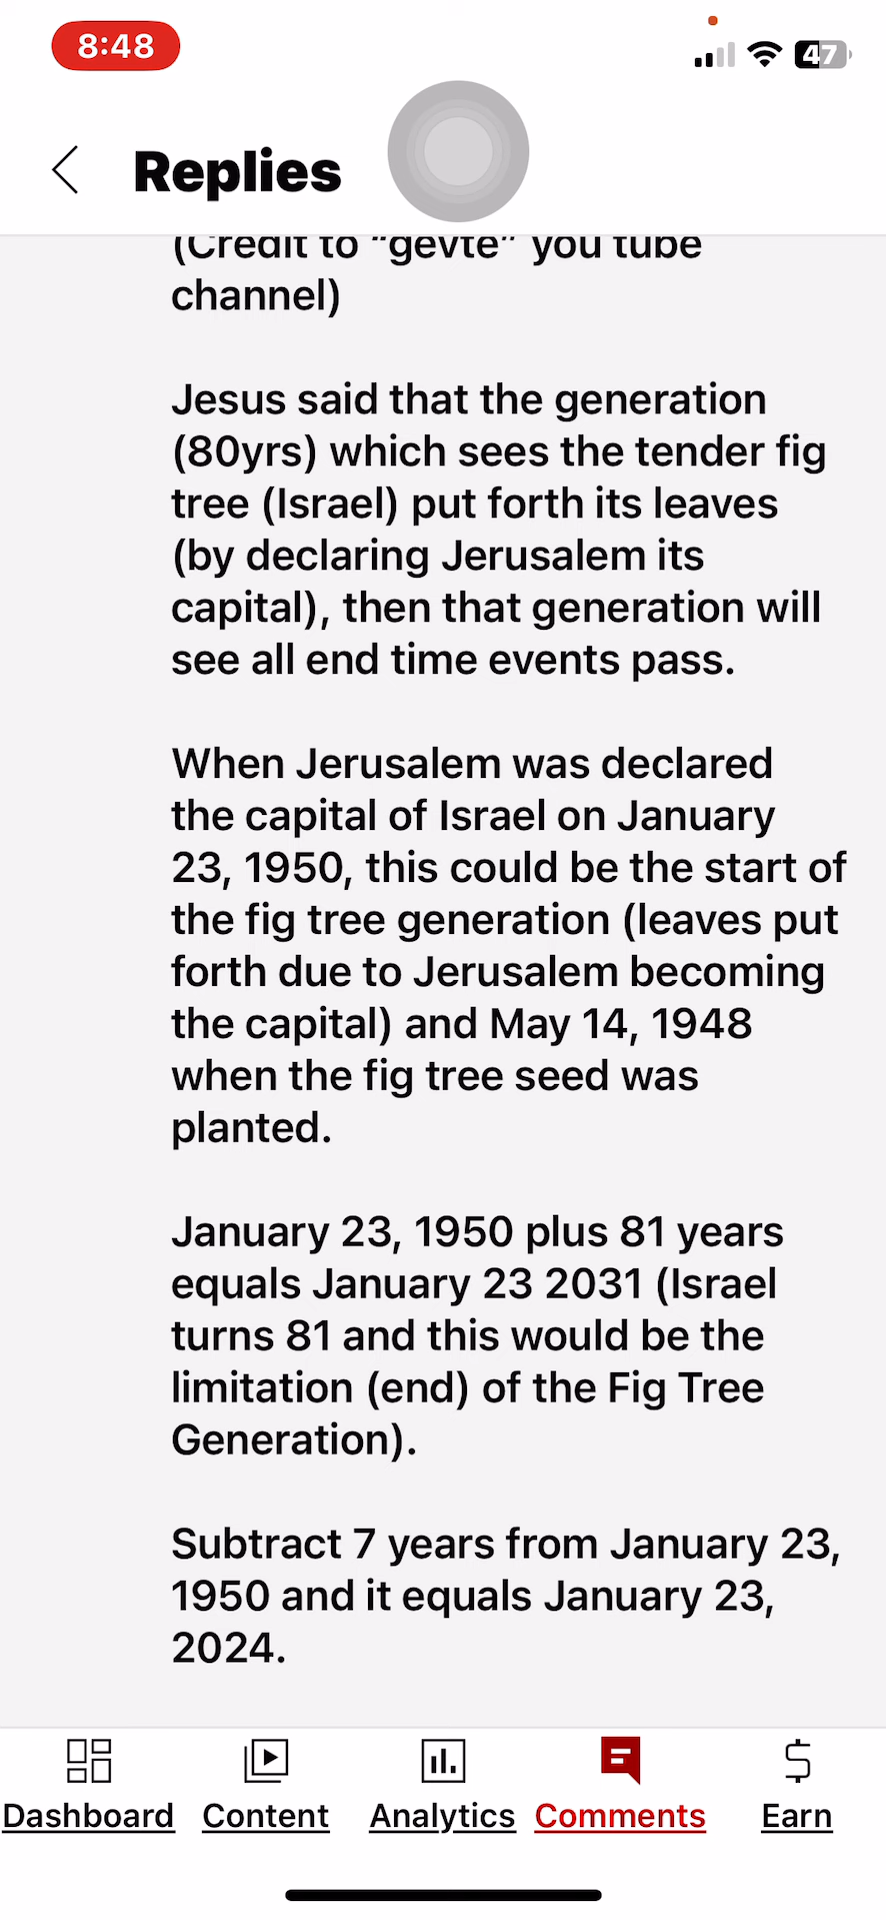 8:48
47
Replies
(Credit to "gevte" you tube
channel)
Jesus said that the generation
(80yrs) which sees the tender fig
tree (Israel) put forth its leaves
(by declaring Jerusalem its
capital), then that generation will
see all end time events pass.
When Jerusalem was declared
the capital of Israel on January
23, 1950, this could be the start of
the fig tree generation (leaves put
forth due to Jerusalem becoming
the capital) and May 14, 1948
when the fig tree seed was
planted.
January 23, 1950 plus 81 years
equals January 23 2031 (Israel
turns 81 and this would be the
limitation (end) of the Fig Tree
Generation).
Subtract 7 years from January 23,
1950 and it equals January 23,
2024.
Dashboard Content Analytics Comments Earn